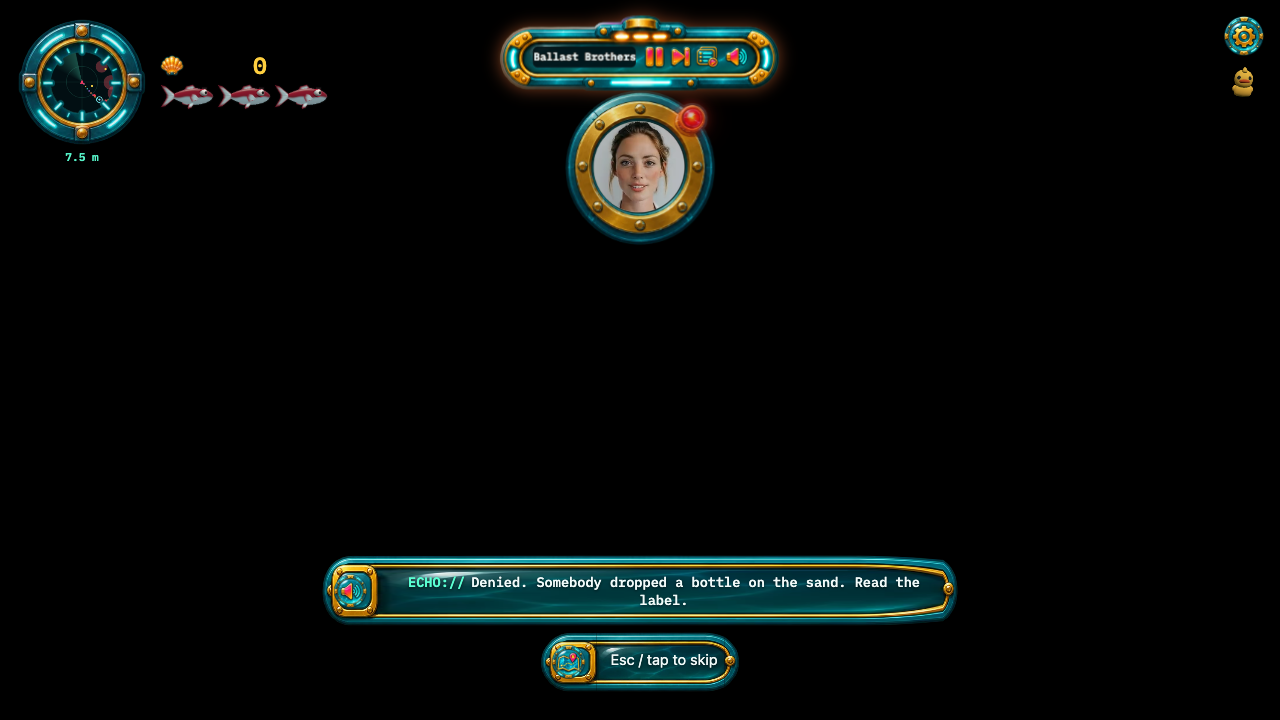 Ballast Brothers
0
7.5 m
ECHO:// Denied. Somebody dropped a bottle on the sand. Read the
label.
Esc / tap to skip